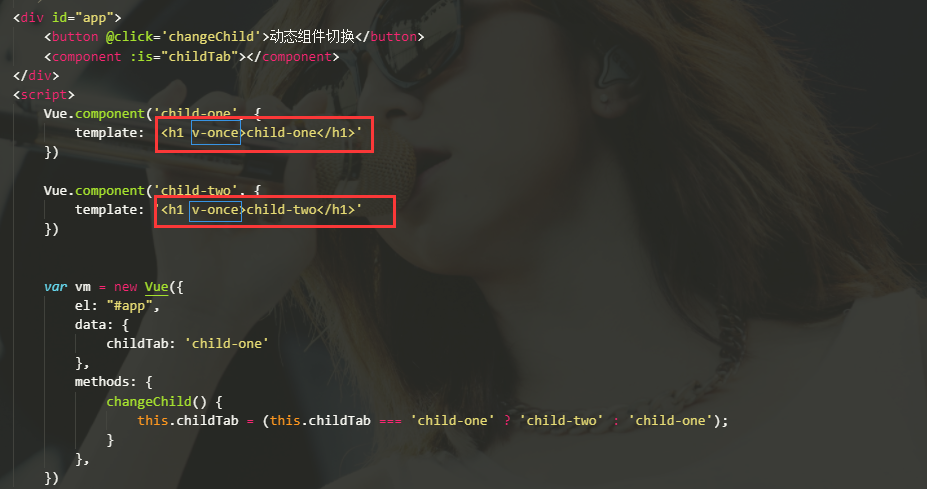 <div id="app">
<button @click='changeChild'>动态组件切换</button>
<component :is="childTab"></component>
</div>
<script>
Vue.component('child-one', {
template: '<h1 v-once>child-one</h1>'
})
Vue.component('child-two', {
template: '<h1 v-once>child-two</h1>'
})
var vm = new Vue({
el: "#app",
data: {
childTab: 'child-one'
},
methods: {
changeChild() {
this.childTab = (this.childTab === 'child-one' ? 'child-two' : 'child-one');
}
},
})